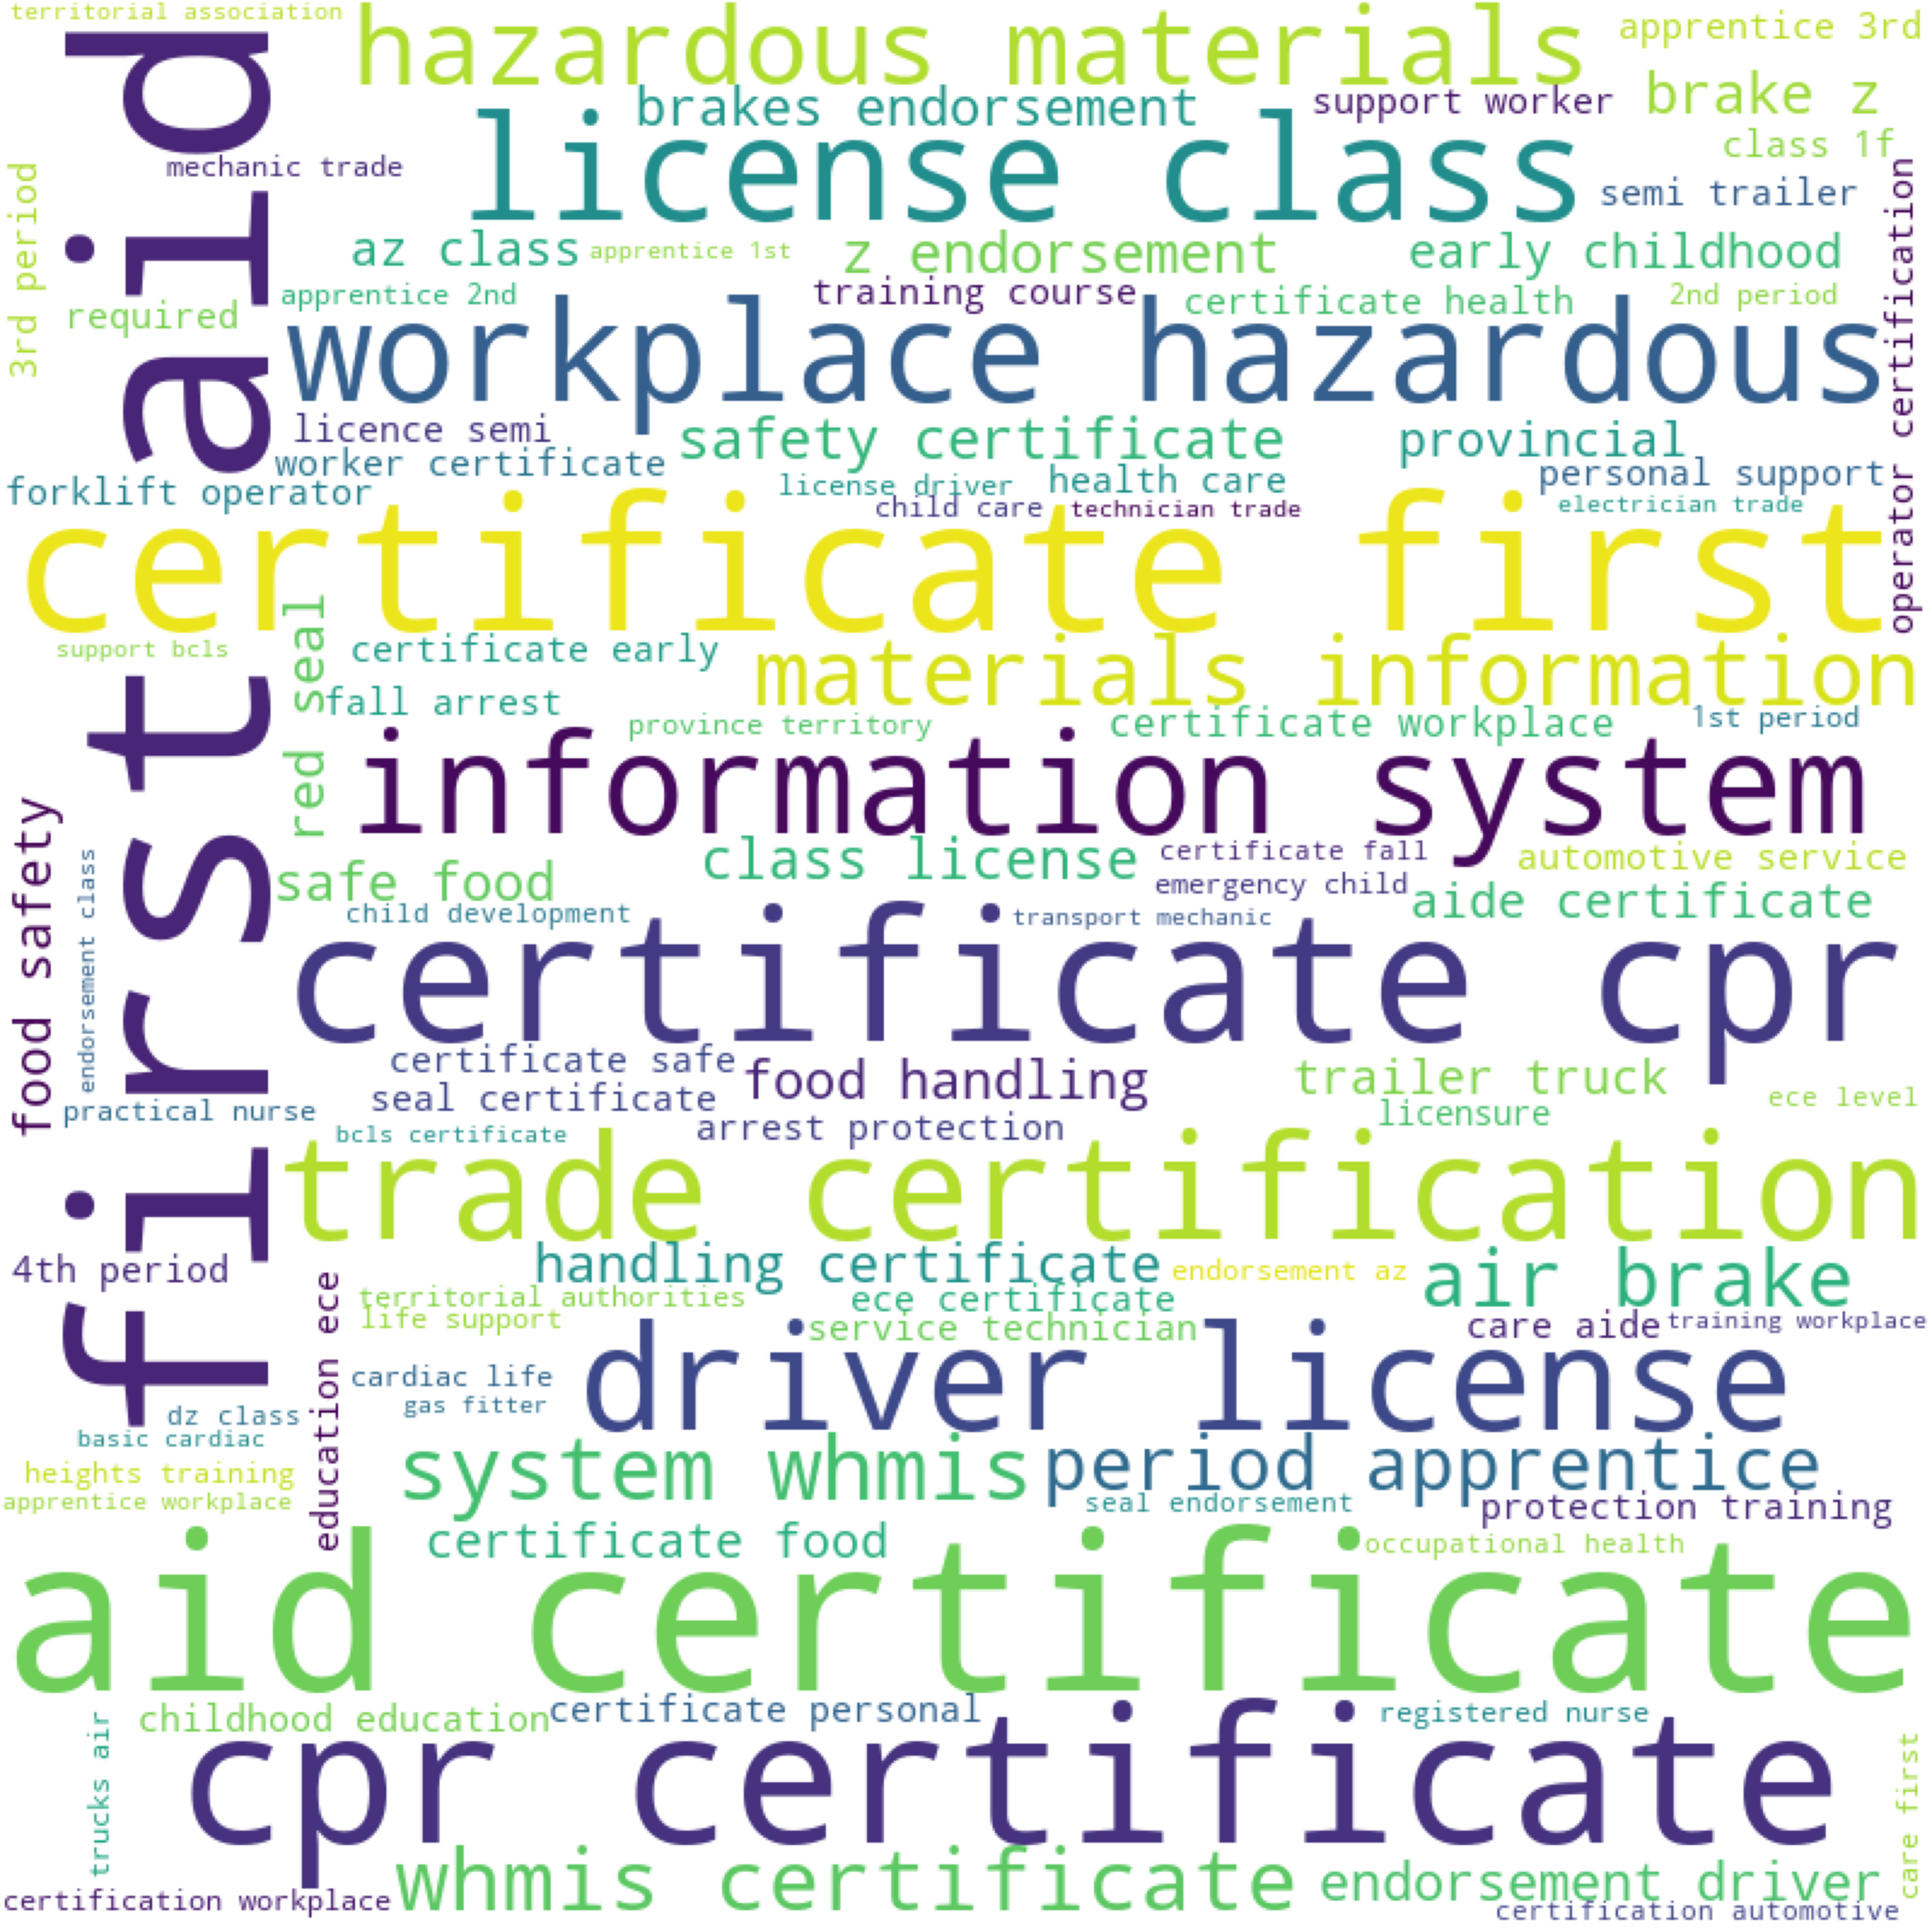 territorial association
hazardous materials
apprentice 3rd
first aid
brakes endorsement
support worker
brake z
license class
class 1f
mechanic trade
semi trailer
3rd period
operator certification
az class
apprentice 1st
z endorsement
early childhood
required
apprentice 2nd
training course
certificate health
2nd period
workplace hazardous
licence semi
safety certificate
provincial
worker certificate
personal support
forklift operator
license driver
health care
child care
technician trade
electrician trade
certificate first
red seal
support bcls
certificate early
materials information
fall arrest
province territory
certificate workplace
1st period
information system
food safety
endorsement class
class license
certificate fall
automotive service
safe food
emergency child
aide certificate
child development
transport mechanic
certificate cpr
certificate safe
food handling
trailer truck
seal certificate
ece level
practical nurse
licensure
bcls certificate
arrest protection
trade certification
4th period
handling certificate
endorsement az
air brake
education ece
territorial authorities
ece certificate
life support
service technician
care aide
training workplace
driver license
cardiac life
gas fitter
dz class
basic cardiac
system whmis
period apprentice
heights training
apprentice workplace
seal endorsement
protection training
certificate food
occupational health
aid certificate
childhood education
certificate personal
registered nurse
trucks air
cpr certificate
care first
whmis certificate
endorsement driver
certification workplace
certification automotive